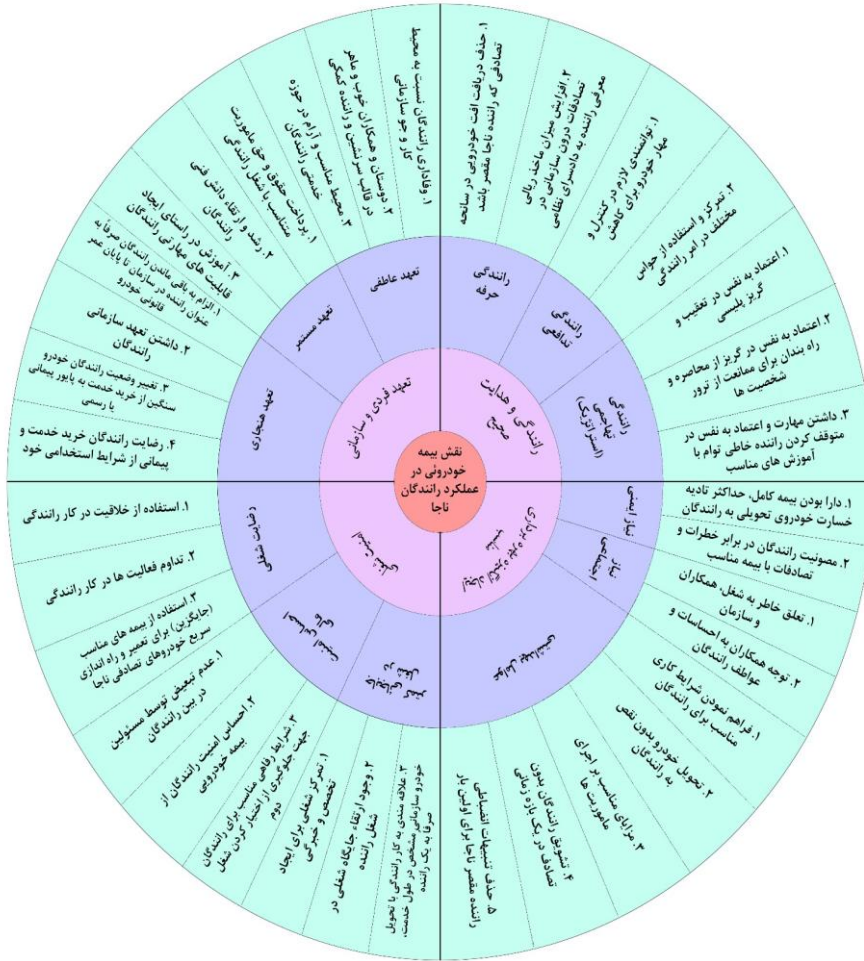 نقش بیمه
خودروئی در
عملکرد رانندگان
ناجا
رانندگی و هدایت
صحیح
رانندگی
حرفه
۱. حذف دریافت افت خودرویی در سانحه
تصادفی که راننده ناجا مقصر باشد
۲. افزایش میزان ماخذ ریالی
تصادفات درون سازمانی در
معرفی راننده به دادسرای نظامی
رانندگی
تدافعی
۱. توانمندی لازم در کنترل و
مهار خودرو برای کاهش
۲. تمرکز و استفاده از حواس
مختلف در امر رانندگی
رانندگی
تهاجمی
(استراتژیک)
۱. اعتماد به نفس در تعقیب و
گریز پلیسی
۲. اعتماد به نفس در گریز از محاصره و
راه بندان برای ممانعت از ترور
شخصیت ها
۳. داشتن مهارت و اعتماد به نفس در
متوقف کردن راننده خاطی توام با
آموزش های مناسب
ایجاد انگیزه بهره برداری
مناسب
نیاز ایمنی
۱. دارا بودن بیمه کامل، حداکثر تادیه
خسارت خودروی تحویلی به رانندگان
۲. مصونیت رانندگان در برابر خطرات و
تصادفات با بیمه مناسب
نیاز
اجتماعی
۱. تعلق خاطر به شغل، همکاران
و سازمان
۲. توجه همکاران به احساسات و
عواطف رانندگان
عوامل بهداشتی
۱. فراهم نمودن شرایط کاری
مناسب برای رانندگان
۲. تحویل خودرو بدون نقص
به رانندگان
۳. مزایای مناسب بر اجرای
ماموریت ها
۴. تشویق رانندگان بدون
تصادف در یک بازه زمانی
۵. حذف تنبیهات انضباطی
راننده مقصر ناجا برای اولین بار
امنیت شغلی
جابجائی کمتر
در شغل
۱. تمرکز شغلی برای ایجاد
تخصص و خبرگی
۲. وجود ارتقاء جایگاه شغلی در
شغل راننده
۳. علاقه مندی به کار رانندگی با تحویل
خودرو سازمانی مشخص در طول خدمت،
صرفا به یک راننده
احساس امنیت
مالی
۱. عدم تبعیض توسط مسئولین
در بین رانندگان
۲. احساس امنیت رانندگان از
بیمه خودرویی
۳. شرایط رفاهی مناسب برای رانندگان
جهت جلوگیری از اختیار کردن شغل
دوم
رضایت شغلی
۱. استفاده از خلاقیت در کار رانندگی
۲. تداوم فعالیت ها در کار رانندگی
۳. استفاده از بیمه های مناسب
(جایگزین) برای تعمیر و راه اندازی
سریع خودروهای تصادفی ناجا
تعهد فردی و سازمانی
تعهد هنجاری
۱. الزام به باقی ماندن رانندگان صرفاً به
عنوان راننده در سازمان تا پایان عمر
قانونی خودرو
۲. داشتن تعهد سازمانی
رانندگان
۳. تغییر وضعیت رانندگان خودرو
سنگین از خرید خدمت به پایور پیمانی
یا رسمی
۴. رضایت رانندگان خرید خدمت و
پیمانی از شرایط استخدامی خود
تعهد مستمر
۱. پرداخت حقوق و حق ماموریت
متناسب با شغل رانندگی
۲. رشد و ارتقاء دانش فنی
رانندگان
۳. آموزش در راستای ایجاد
قابلیت های مهارتی رانندگان
تعهد عاطفی
۱. وفاداری رانندگان نسبت به محیط
کار و جو سازمانی
۲. دوستان و همکاران خوب و ماهر
در قالب سرنشین و راننده کمکی
۳. محیط مناسب و آرام در حوزه
خدمتی رانندگان